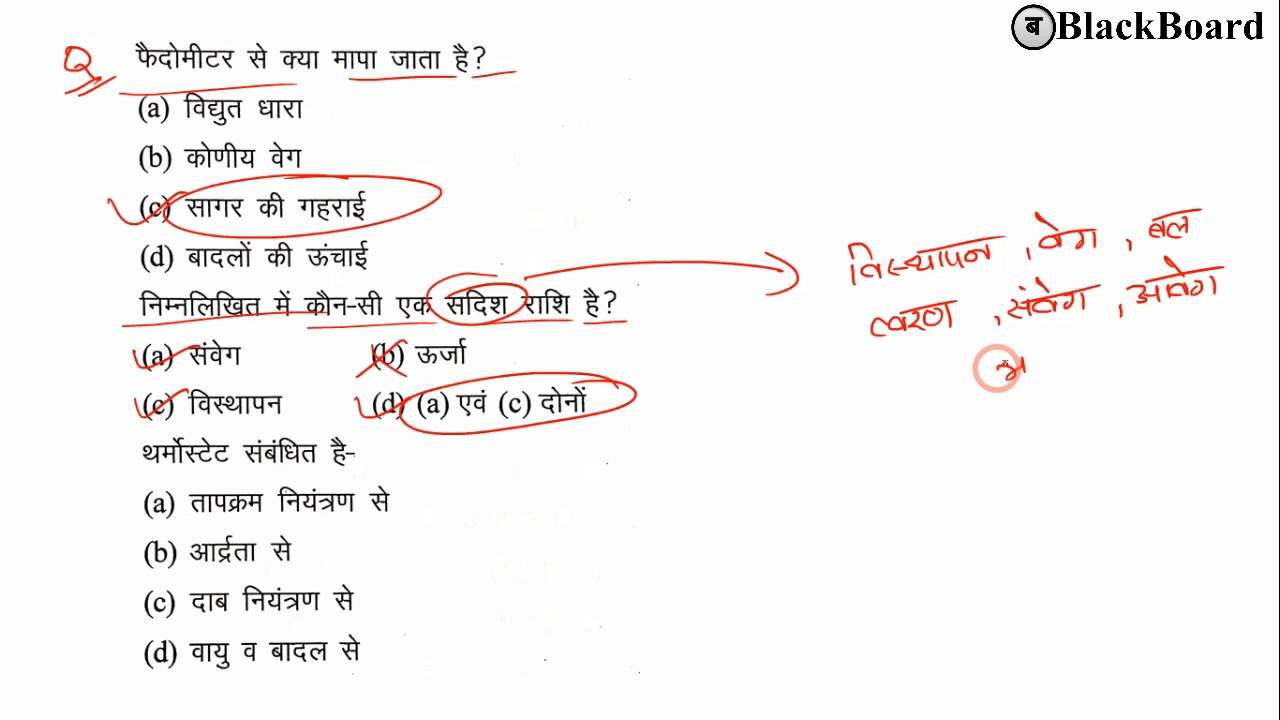 ब BlackBoard
Q फैदोमीटर से क्या मापा जाता है?
(a) विद्युत धारा
(b) कोणीय वेग
(c) सागर की गहराई
(d) बादलों की ऊंचाई
निम्नलिखित में कौन-सी एक सदिश राशि है?
(a) संवेग (b) ऊर्जा
(c) विस्थापन (d) (a) एवं (c) दोनों
थर्मोस्टेट संबंधित है-
(a) तापक्रम नियंत्रण से
(b) आर्द्रता से
(c) दाब नियंत्रण से
(d) वायु व बादल से
विस्थापन, वेग, बल
त्वरण, संवेग, आवेग